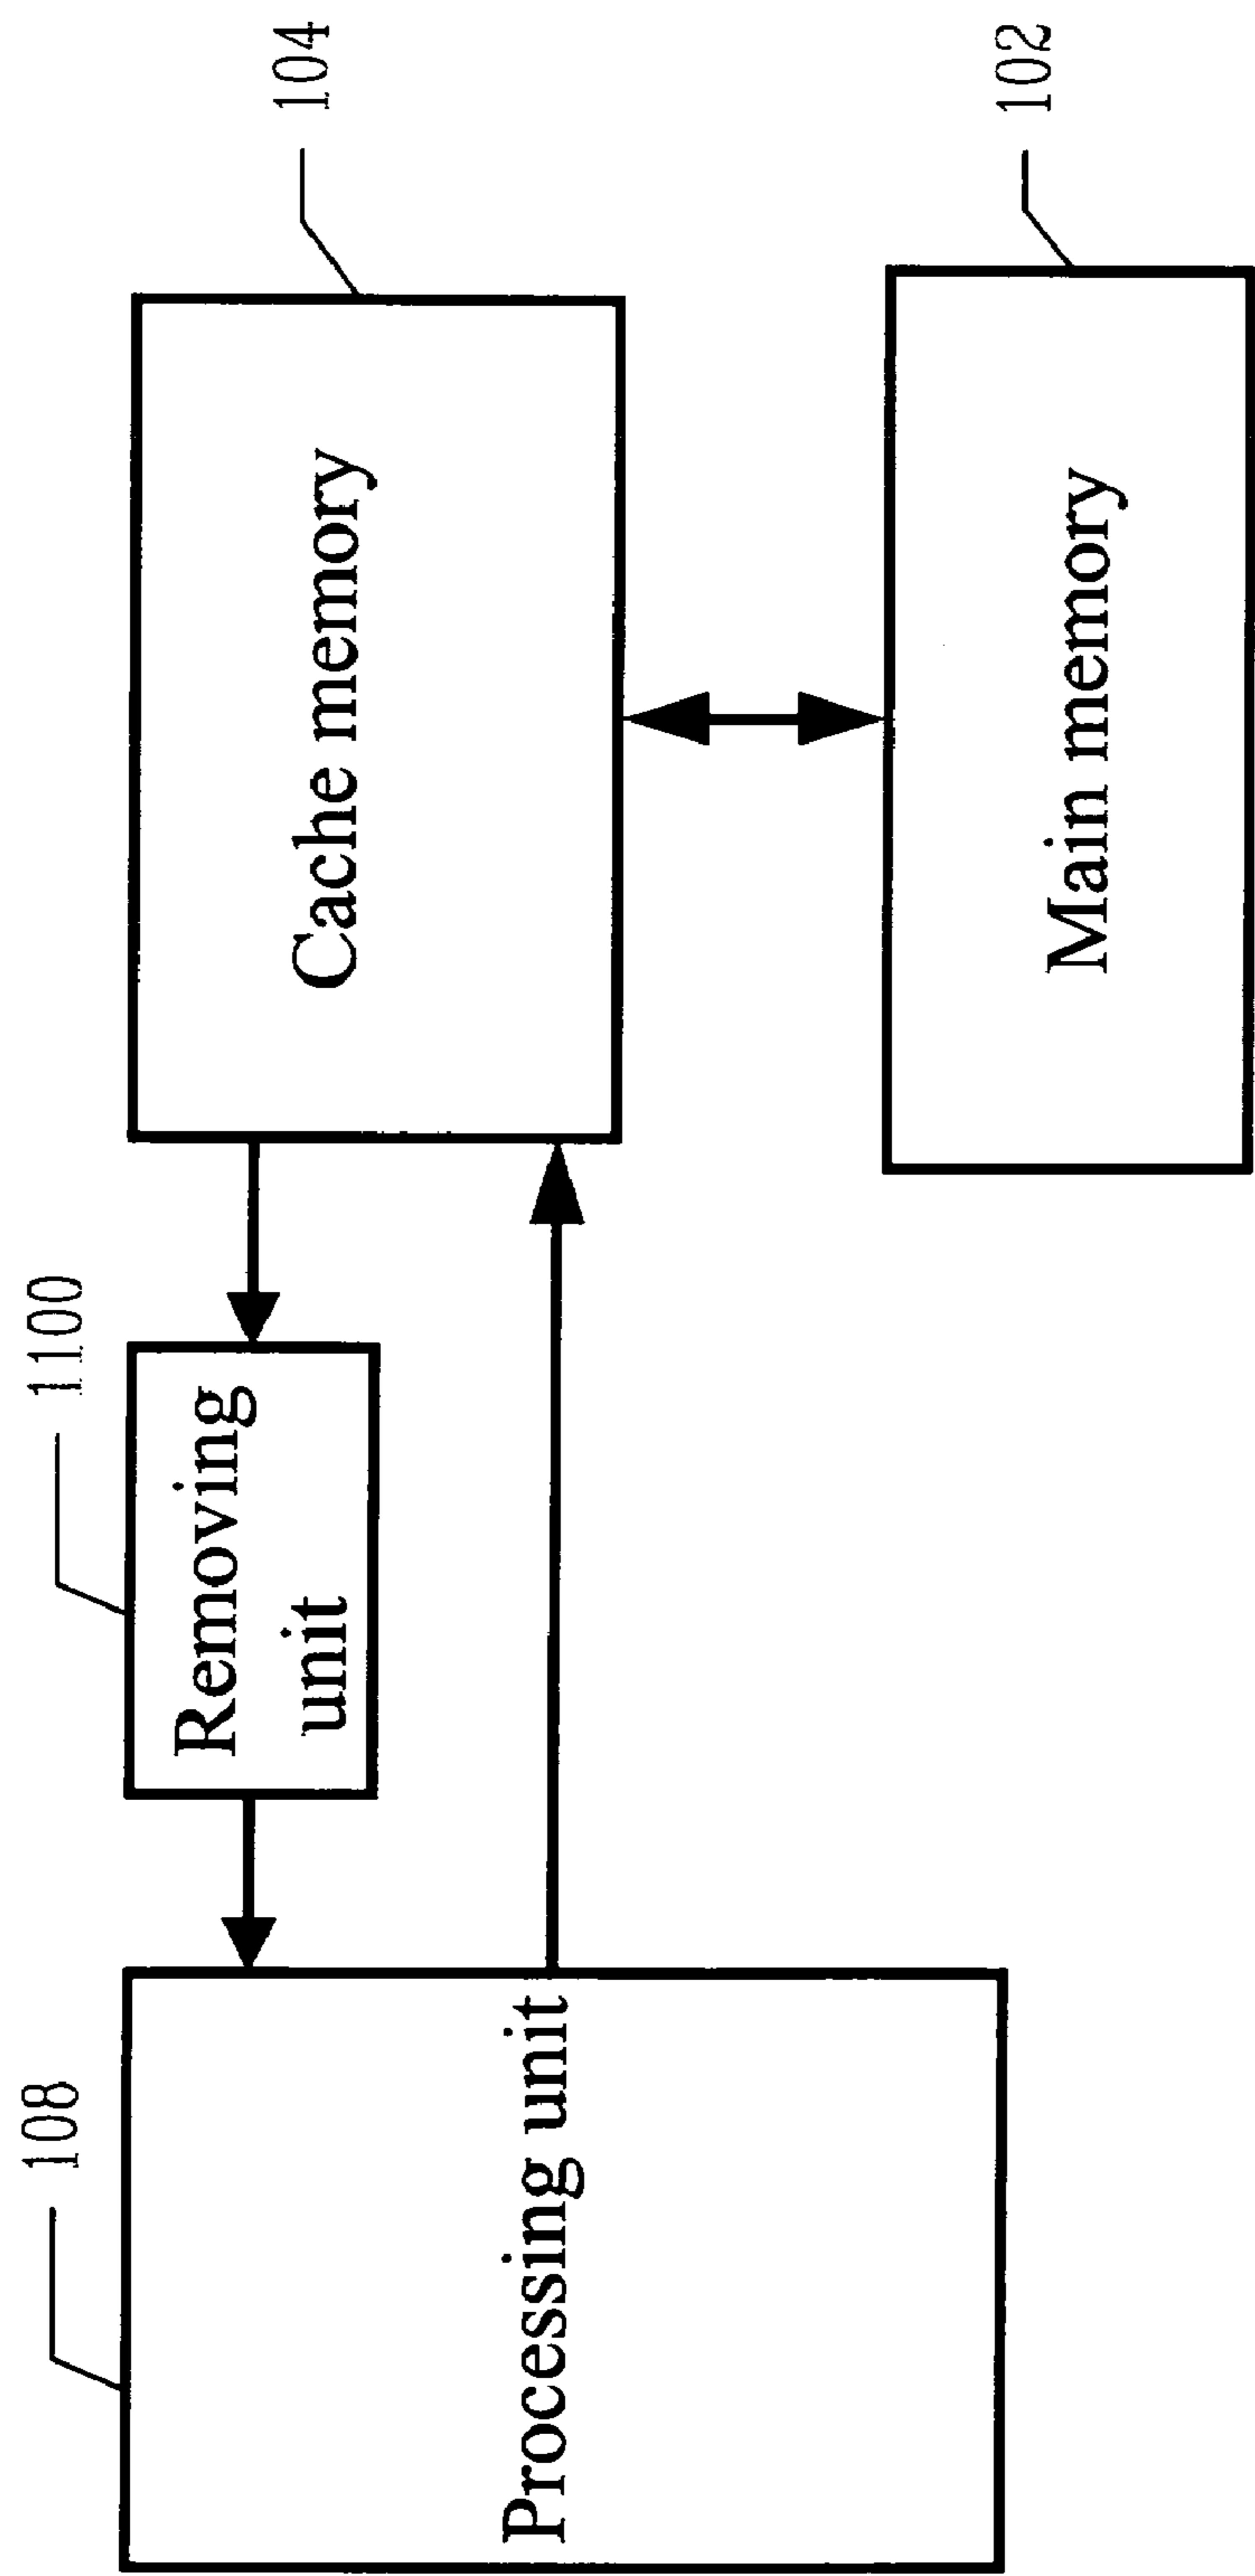 108
1100
104
Processing unit
Removing
unit
Cache memory
Main memory
102